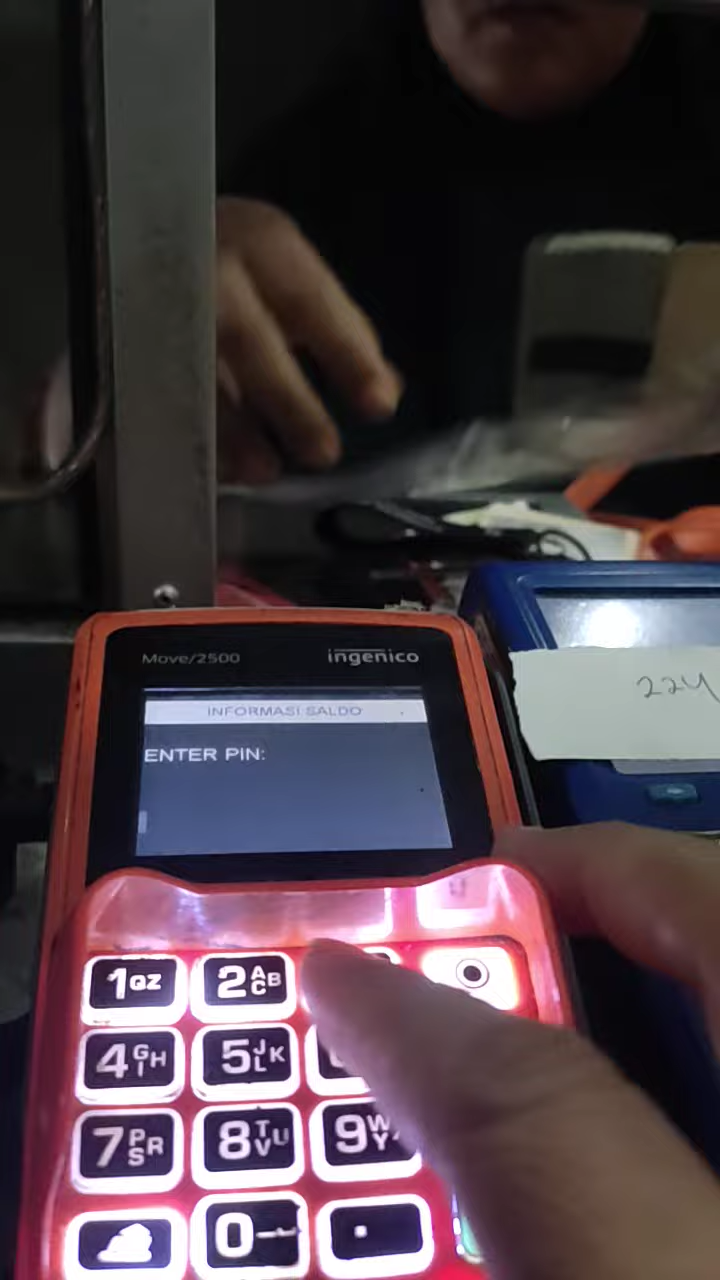 Move/2500 ingenico
INFORMASI SALDO
ENTER PIN:
224
1 QZ 2 ABC
4 GHI 5 JKL
7 PRS 8 TUV 9 WY
0 .